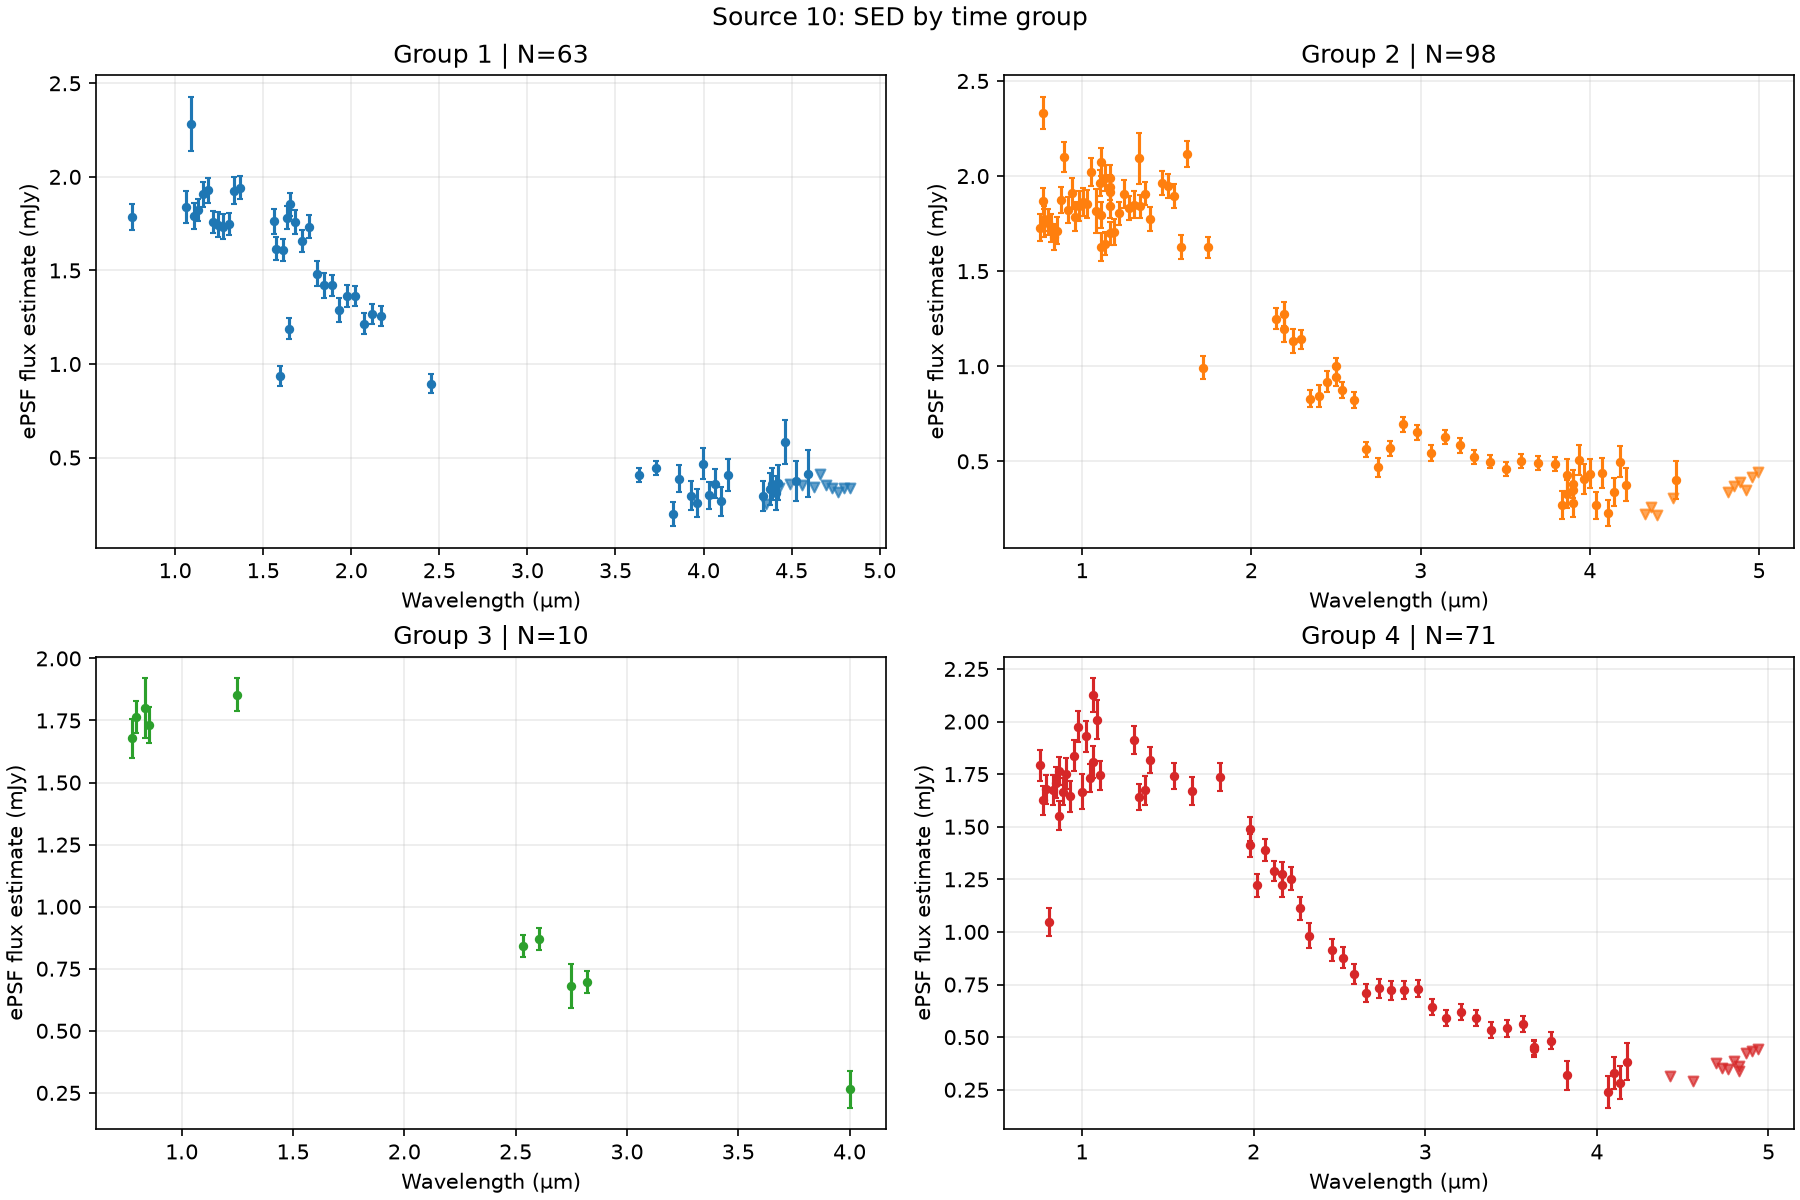 Source 10: SED by time group
Group 1 | N=63
2.5
2.0
1.5
1.0
0.5
ePSF flux estimate (mJy)
1.0 1.5 2.0 2.5 3.0 3.5 4.0 4.5 5.0
Wavelength (µm)
Group 2 | N=98
2.5
2.0
1.5
1.0
0.5
ePSF flux estimate (mJy)
1 2 3 4 5
Wavelength (µm)
Group 3 | N=10
2.00
1.75
1.50
1.25
1.00
0.75
0.50
0.25
ePSF flux estimate (mJy)
1.0 1.5 2.0 2.5 3.0 3.5 4.0
Wavelength (µm)
Group 4 | N=71
2.25
2.00
1.75
1.50
1.25
1.00
0.75
0.50
0.25
ePSF flux estimate (mJy)
1 2 3 4 5
Wavelength (µm)